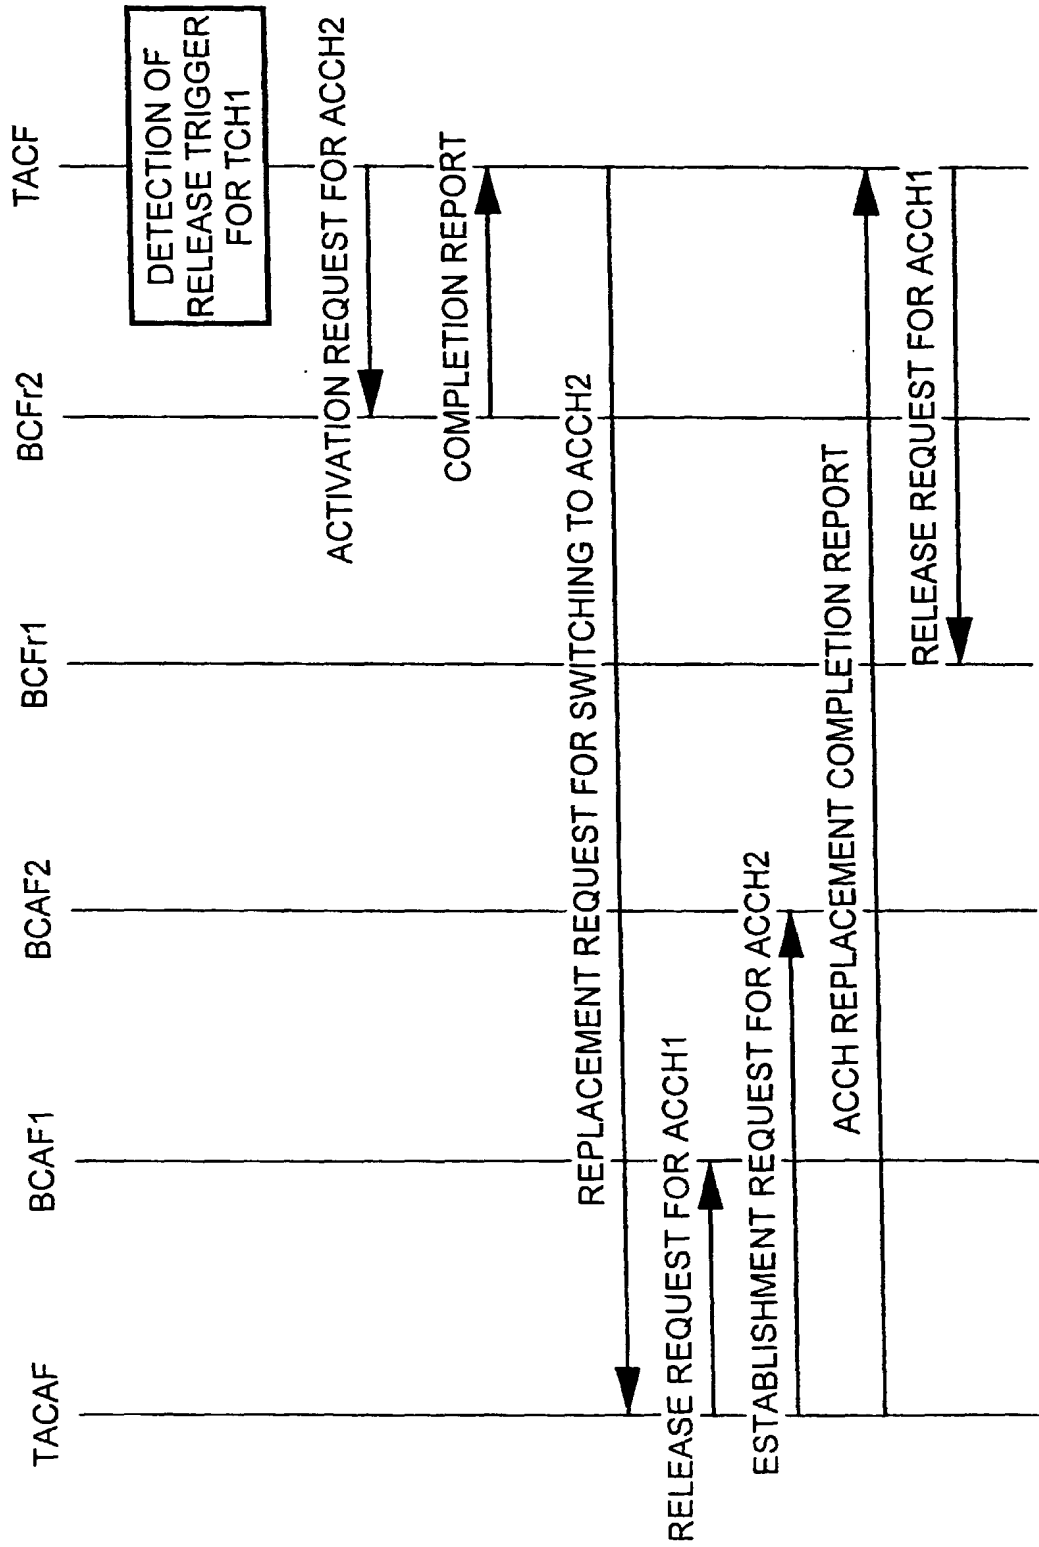 TACAF
BCAF1
BCAF2
BCFr1
BCFr2
TACF
DETECTION OF
RELEASE TRIGGER
FOR TCH1
ACTIVATION REQUEST FOR ACCH2
COMPLETION REPORT
REPLACEMENT REQUEST FOR SWITCHING TO ACCH2
RELEASE REQUEST FOR ACCH1
ESTABLISHMENT REQUEST FOR ACCH2
ACCH REPLACEMENT COMPLETION REPORT
RELEASE REQUEST FOR ACCH1